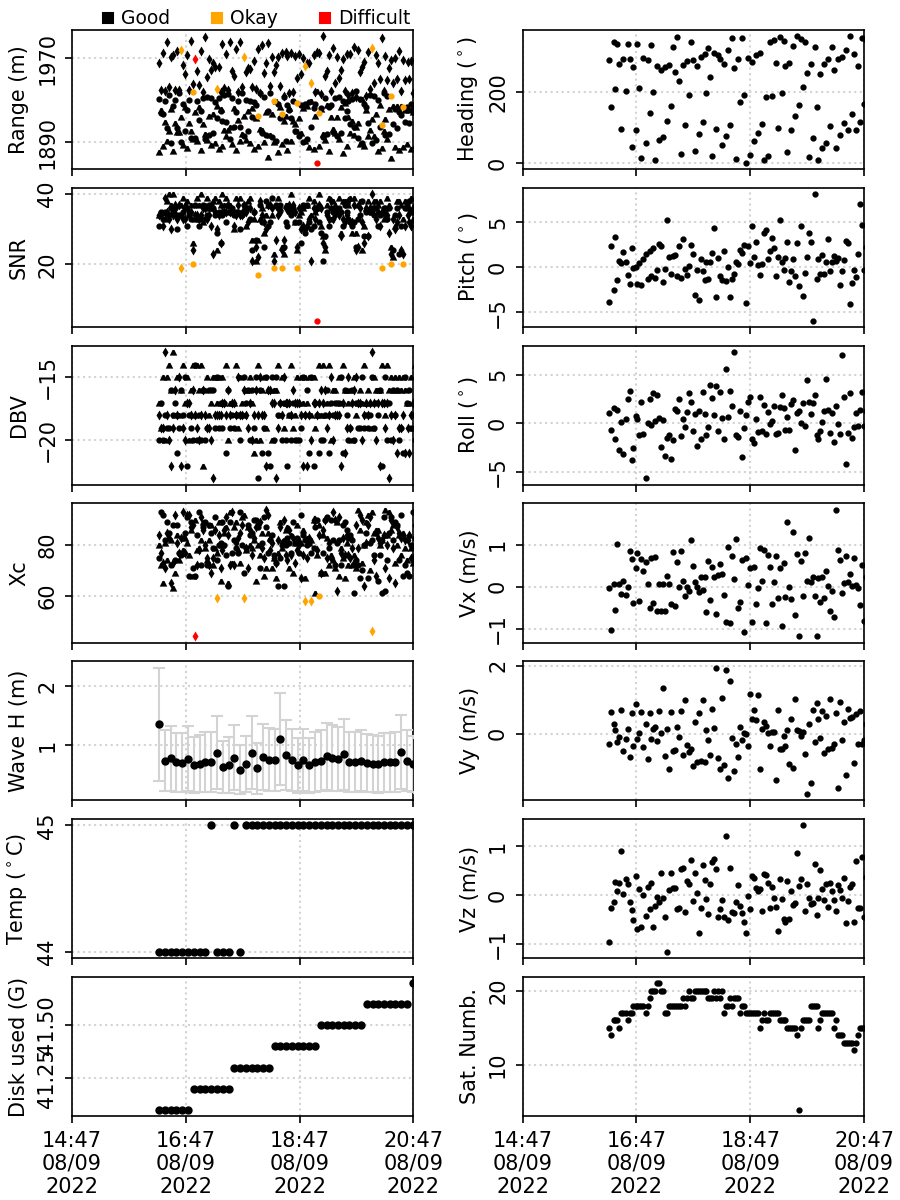 Good Okay Difficult
Range (m)
1970
1890
Heading (°)
200
0
SNR
40
20
Pitch (°)
5
0
−5
DBV
−15
−20
Roll (°)
5
0
−5
Xc
80
60
Vx (m/s)
1
0
−1
Wave H (m)
2
1
Vy (m/s)
2
0
Temp (°C)
45
44
Vz (m/s)
1
0
−1
Disk used (G)
41.50
41.25
Sat. Numb.
20
10
14:47 16:47 18:47 20:47 14:47 16:47 18:47 20:47
08/09 08/09 08/09 08/09 08/09 08/09 08/09 08/09
2022 2022 2022 2022 2022 2022 2022 2022